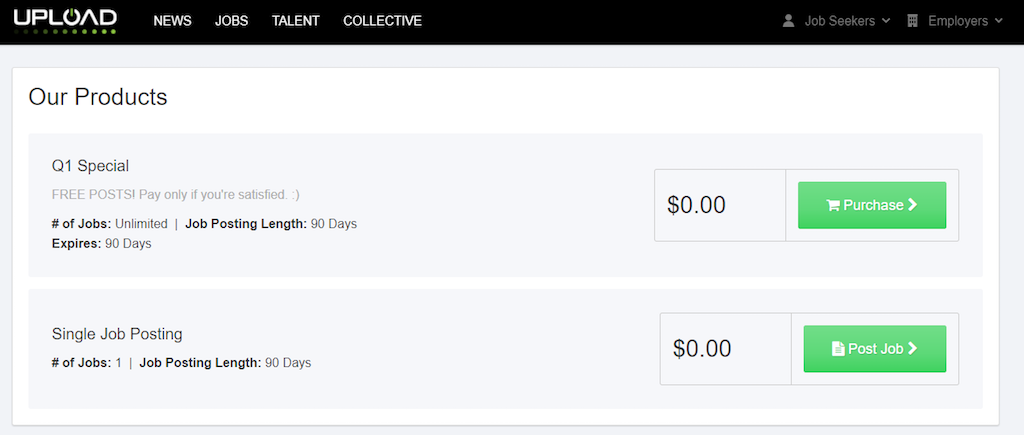 UPLOAD NEWS JOBS TALENT COLLECTIVE Job Seekers Employers
Our Products
Q1 Special
FREE POSTS! Pay only if you're satisfied. :)
# of Jobs: Unlimited | Job Posting Length: 90 Days
Expires: 90 Days
$0.00 Purchase
Single Job Posting
# of Jobs: 1 | Job Posting Length: 90 Days
$0.00 Post Job